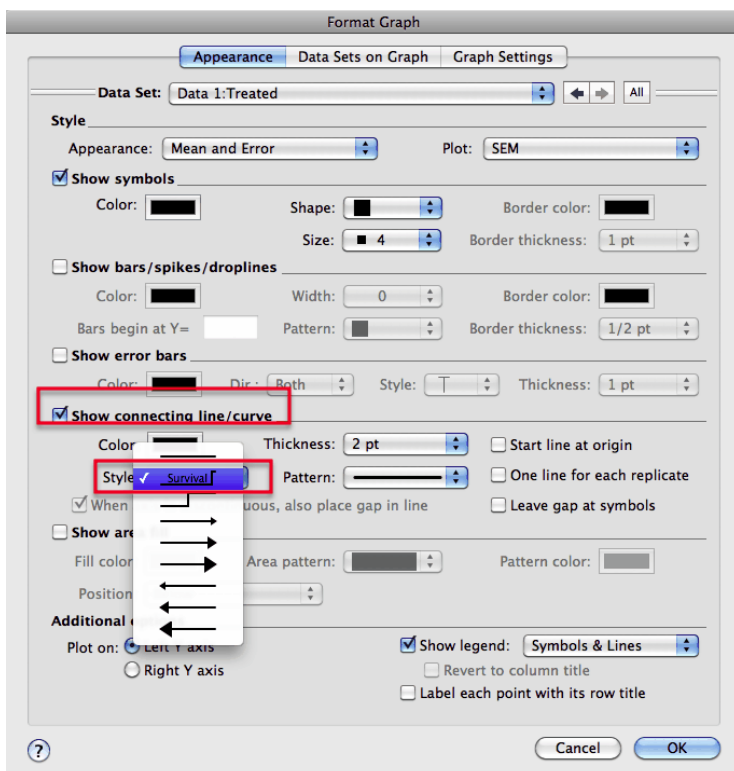 Format Graph
Appearance Data Sets on Graph Graph Settings
Data Set: Data 1:Treated All
Style
Appearance: Mean and Error Plot: SEM
Show symbols
Color: Shape: Border color:
Size: 4 Border thickness: 1 pt
Show bars/spikes/droplines
Color: Width: 0 Border color:
Bars begin at Y= Pattern: Border thickness: 1/2 pt
Show error bars
Color: Dir.: Both Style: Thickness: 1 pt
Show connecting line/curve
Color Thickness: 2 pt Start line at origin
Style Survival Pattern: One line for each replicate
When uous, also place gap in line Leave gap at symbols
Show area
Fill color Area pattern: Pattern color:
Position
Additional
Plot on: Left Y axis Show legend: Symbols & Lines
Right Y axis Revert to column title
Label each point with its row title
? Cancel OK